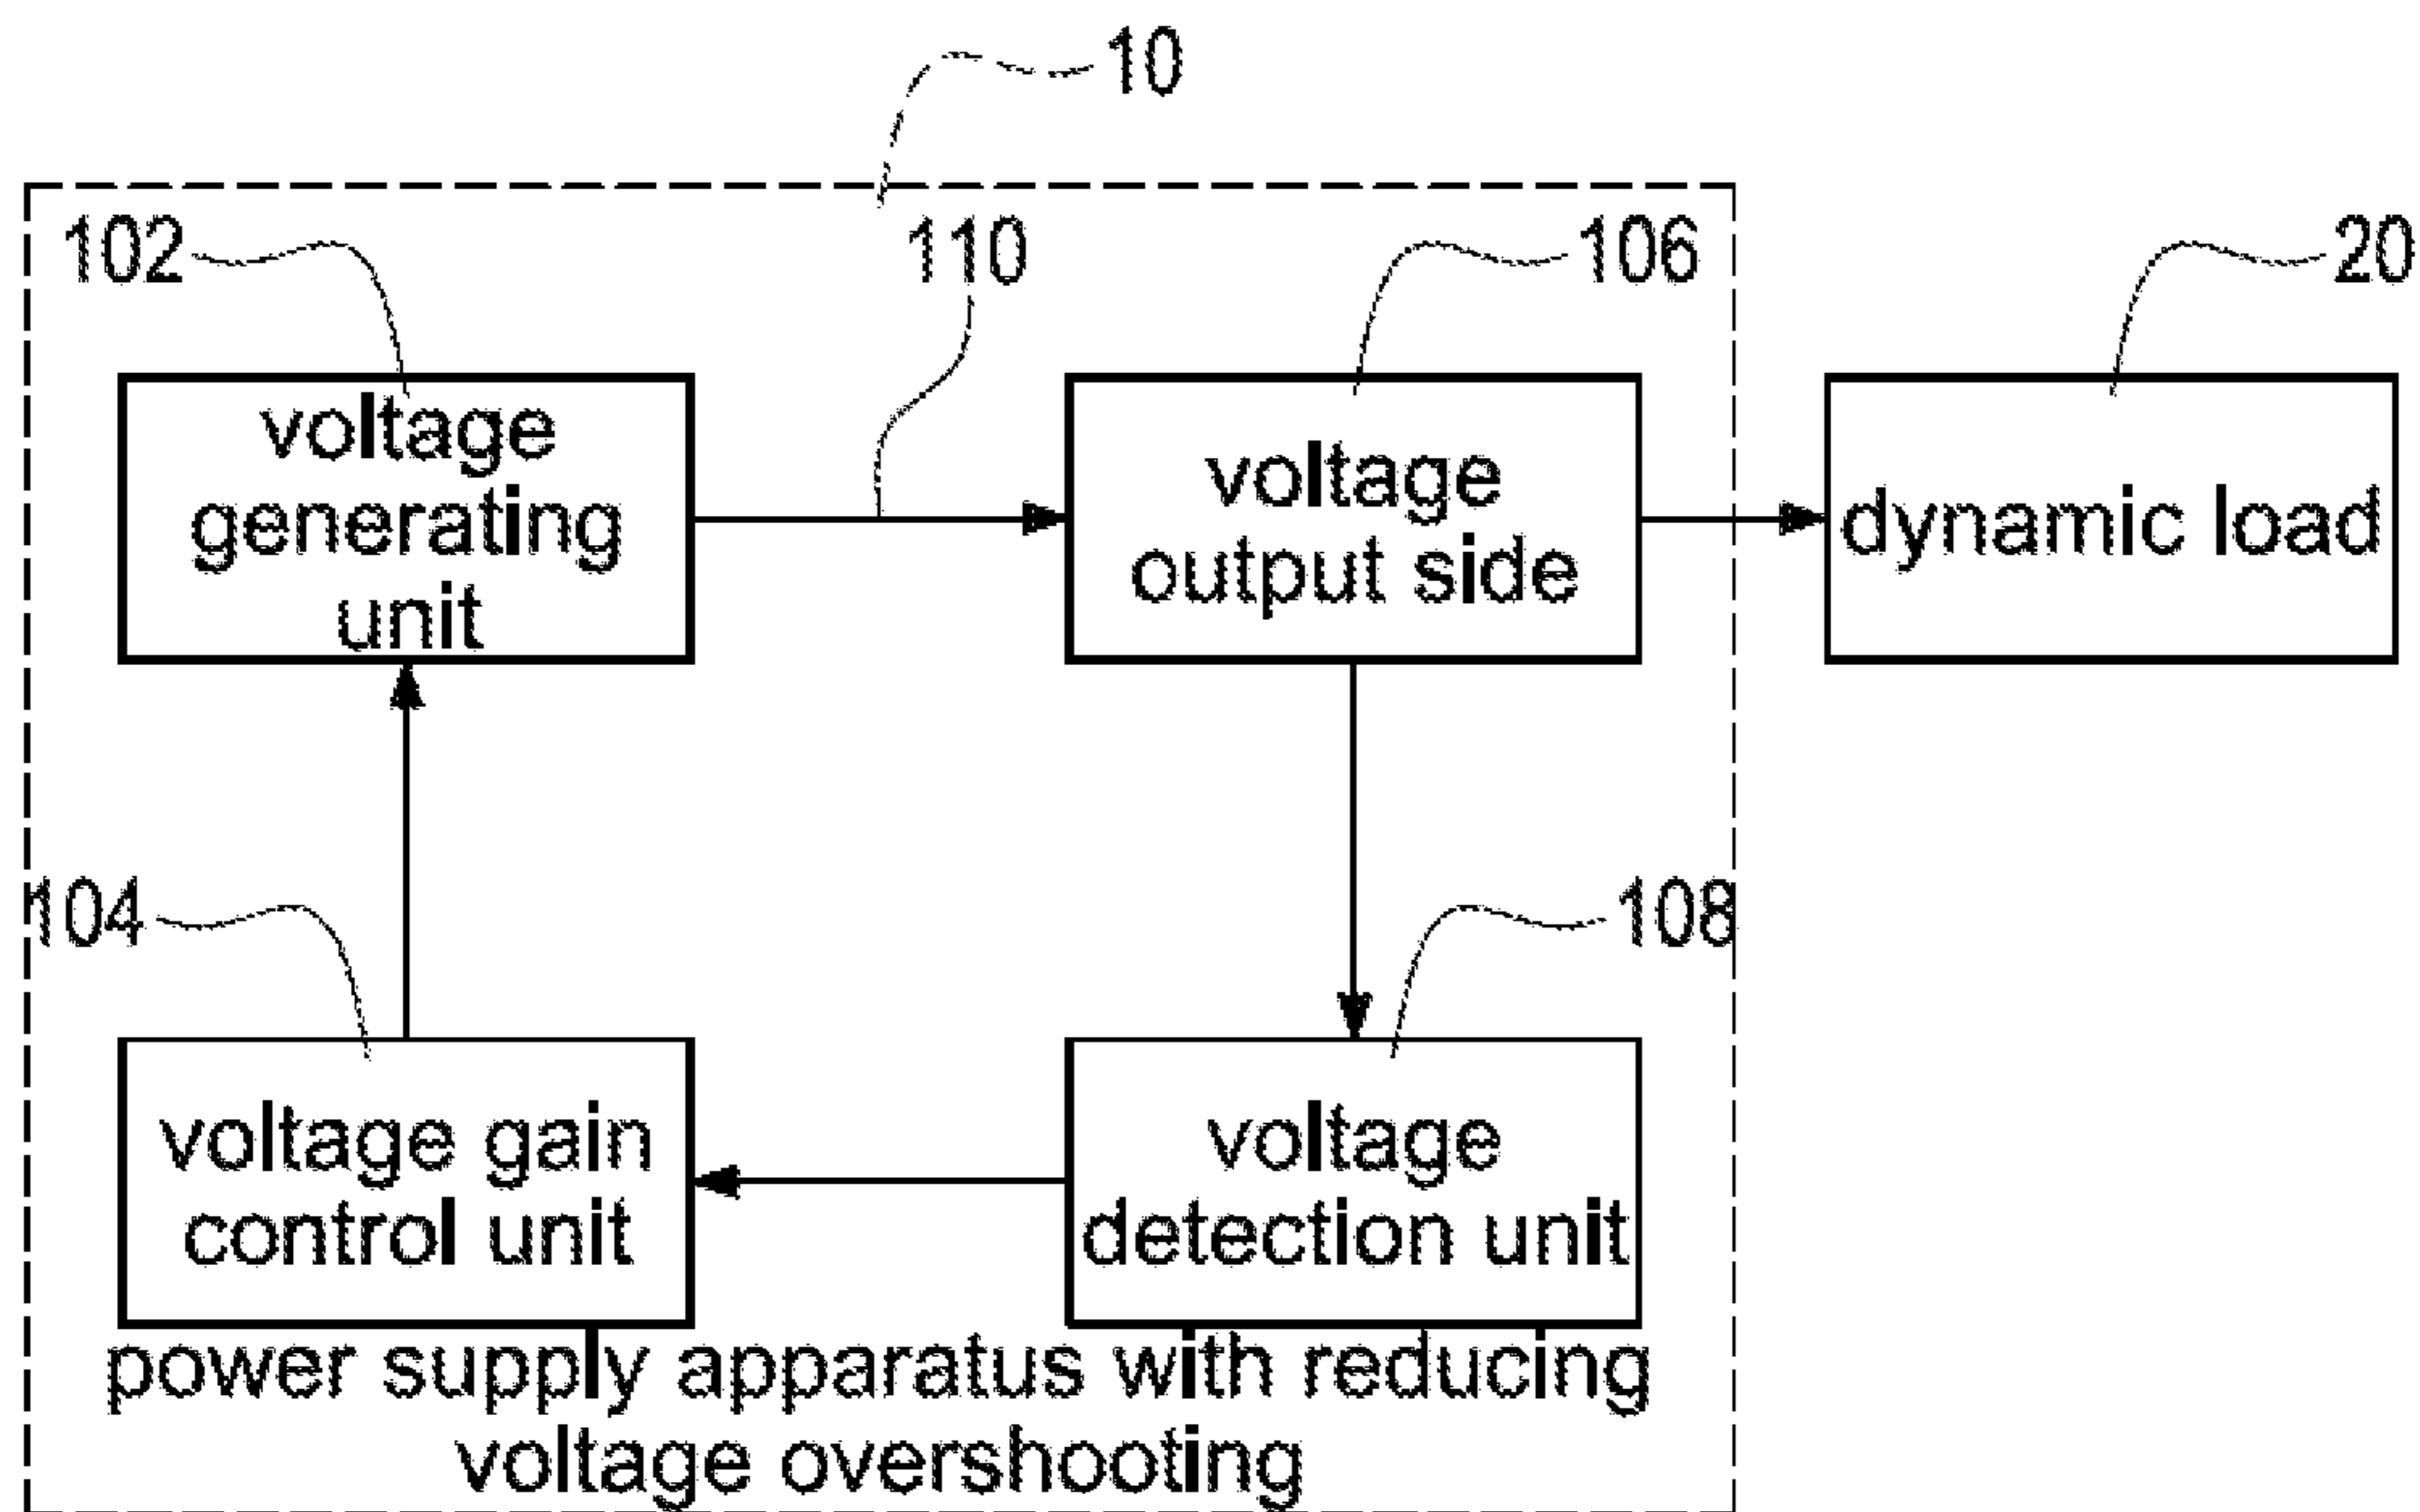 10
102
110
106
20
voltage
generating
unit
voltage
output side
dynamic load
104
108
voltage gain
control unit
voltage
detection unit
power supply apparatus with reducing
voltage overshooting